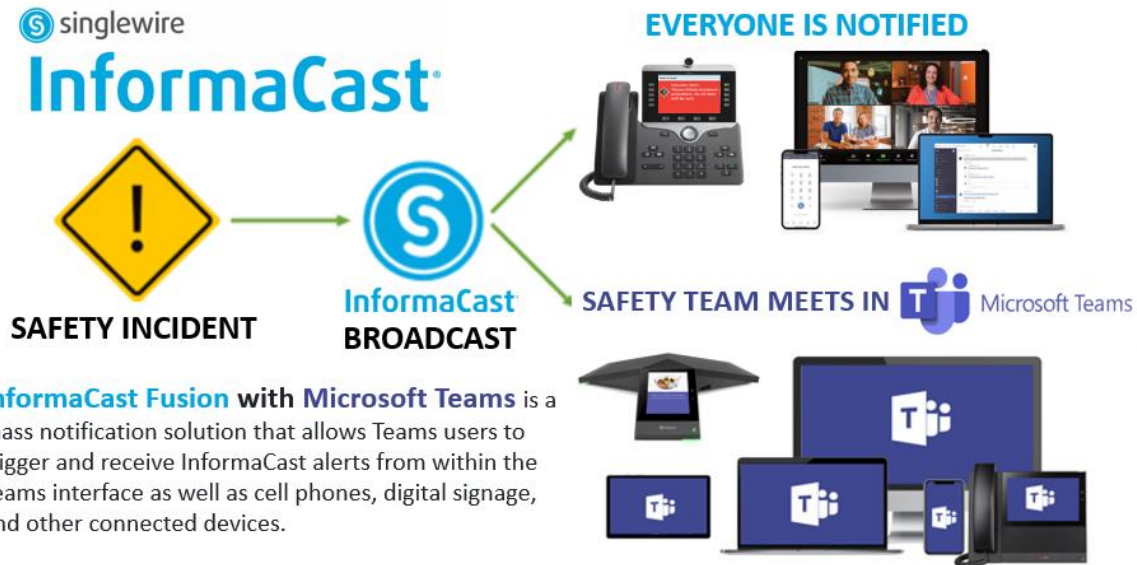 singlewire
InformaCast®
EVERYONE IS NOTIFIED
!
S
SAFETY INCIDENT
InformaCast
BROADCAST
SAFETY TEAM MEETS IN
T
Microsoft Teams
nformaCast Fusion with Microsoft Teams is a
ass notification solution that allows Teams users to
igger and receive InformaCast alerts from within the
eams interface as well as cell phones, digital signage,
nd other connected devices.
T
T
T
T
T